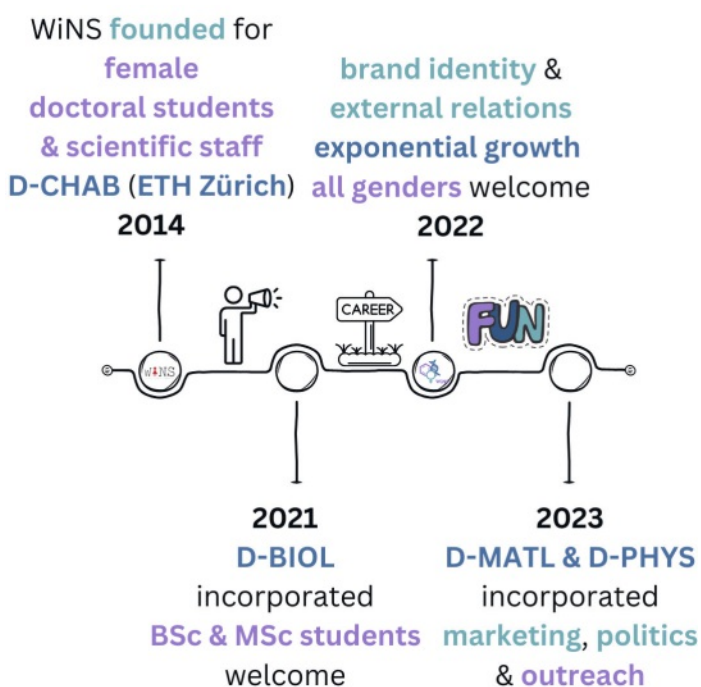 WiNS founded for
female
doctoral students
& scientific staff
D-CHAB (ETH Zürich)
2014
brand identity &
external relations
exponential growth
all genders welcome
2022
CAREER
FUN
WiNS
2021
D-BIOL
incorporated
BSc & MSc students
welcome
2023
D-MATL & D-PHYS
incorporated
marketing, politics
& outreach